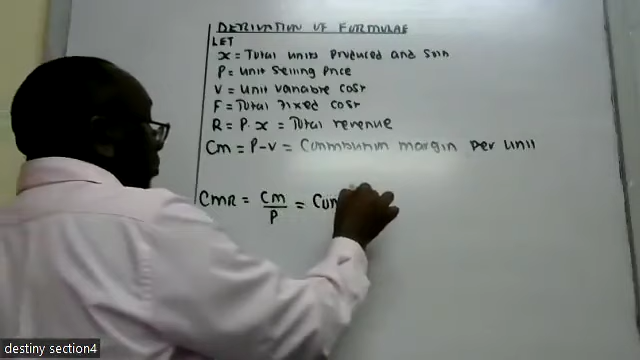 DERIVATION OF FORMULAE
LET
x = Total units produced and sold
P = unit selling price
V = unit variable cost
F = Total fixed cost
R = P.x = Total revenue
Cm = P-V = Contribution margin per unit
CMR = Cm/P = Con
destiny section4